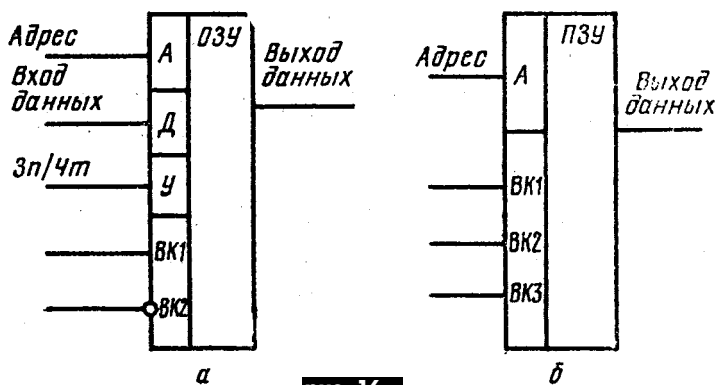 Адрес
Вход
данных
Зп/Чт
А
Д
У
ВК1
ВК2
ОЗУ
Выход
данных
а
Адрес
А
ВК1
ВК2
ВК3
ПЗУ
Выход
данных
б